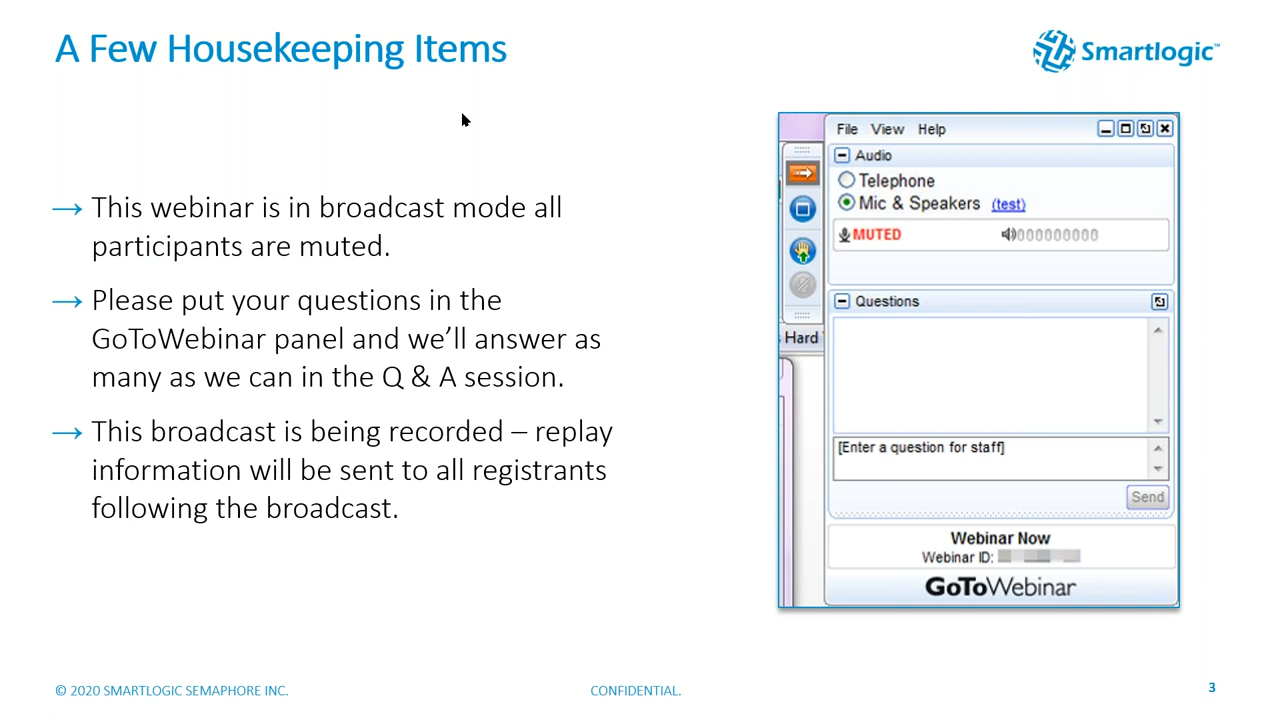 A Few Housekeeping Items
Smartlogic™
→ This webinar is in broadcast mode all
participants are muted.
→ Please put your questions in the
GoToWebinar panel and we’ll answer as
many as we can in the Q & A session.
→ This broadcast is being recorded – replay
information will be sent to all registrants
following the broadcast.
File View Help
Audio
Telephone
Mic & Speakers (test)
MUTED 000000000
Questions
Hard
[Enter a question for staff]
Send
Webinar Now
Webinar ID:
GoToWebinar
© 2020 SMARTLOGIC SEMAPHORE INC.
CONFIDENTIAL.
3